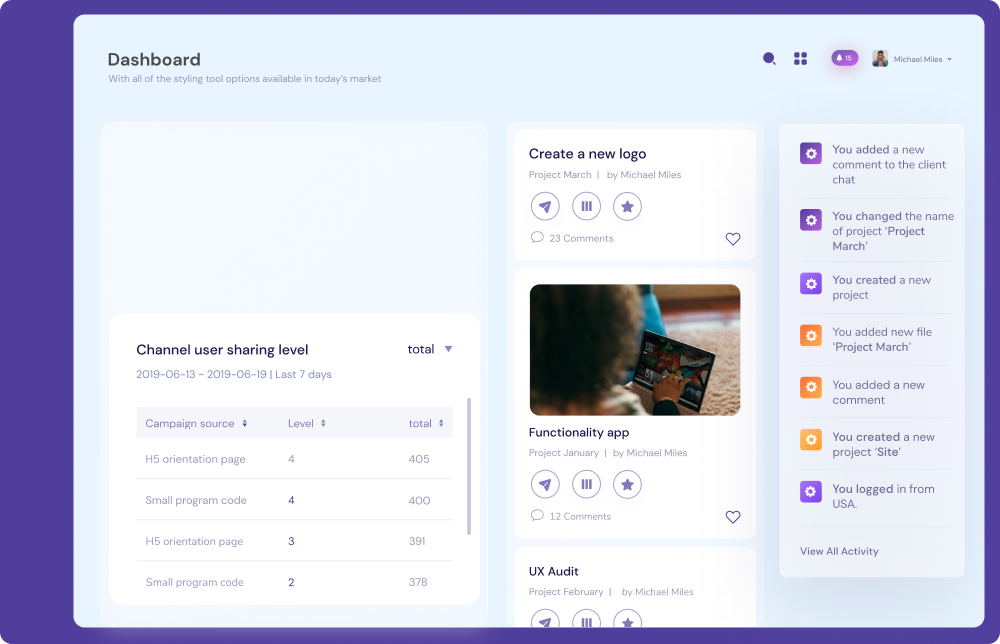 Dashboard
With all of the styling tool options available in today's market
15
Michael Miles
Channel user sharing level
total
2019-06-13 ~ 2019-06-19 | Last 7 days
Campaign source Level total
H5 orientation page 4 405
Small program code 4 400
H5 orientation page 3 391
Small program code 2 378
Create a new logo
Project March | by Michael Miles
23 Comments
Functionality app
Project January | by Michael Miles
12 Comments
UX Audit
Project February | by Michael Miles
You added a new
comment to the client
chat
You changed the name
of project ‘Project
March’
You created a new
project
You added new file
‘Project March’
You added a new
comment
You created a new
project ‘Site’
You logged in from
USA.
View All Activity